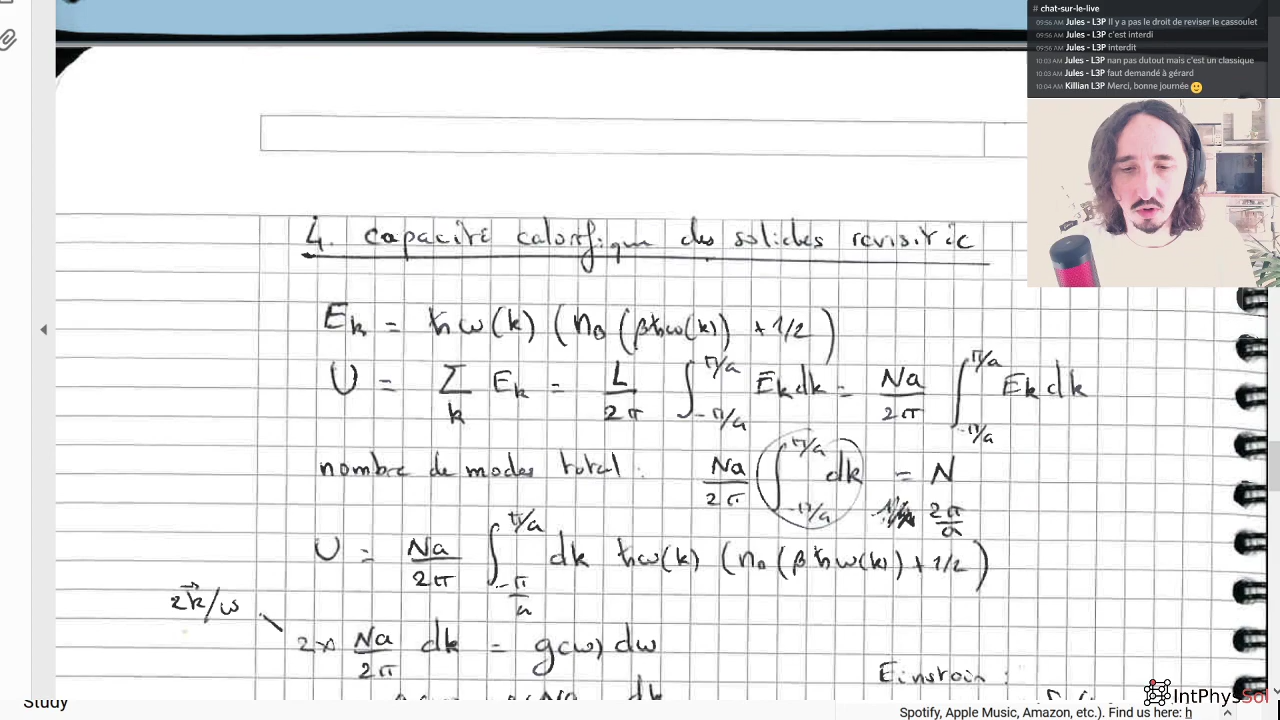 # chat-sur-le-live
09:56 AM Jules - L3P Il y a pas le droit de reviser le cassoulet
09:56 AM Jules - L3P c'est interdi
09:56 AM Jules - L3P interdit
10:03 AM Jules - L3P nan pas dutout mais c'est un classique
10:03 AM Jules - L3P faut demandé à gérard
10:04 AM Killian L3P Merci, bonne journée 🙂
4. capacité calorifique des solides revisitée
E_k = ħω(k) (n_B (βħω(k)) + 1/2)
U = Σ_k E_k = L/2π ∫_{-π/a}^{π/a} E_k dk = Na/2π ∫_{-π/a}^{π/a} E_k dk
nombre de modes total : Na/2π ∫_{-π/a}^{π/a} dk = N
2π/a
U = Na/2π ∫_{-π/a}^{π/a} dk ħω(k) (n_B (βħω(k)) + 1/2)
2k⃗/ω
2× Na/2π dk = g(ω) dω
Einstein :
IntPhysSol
Study
Spotify, Apple Music, Amazon, etc.). Find us here: h